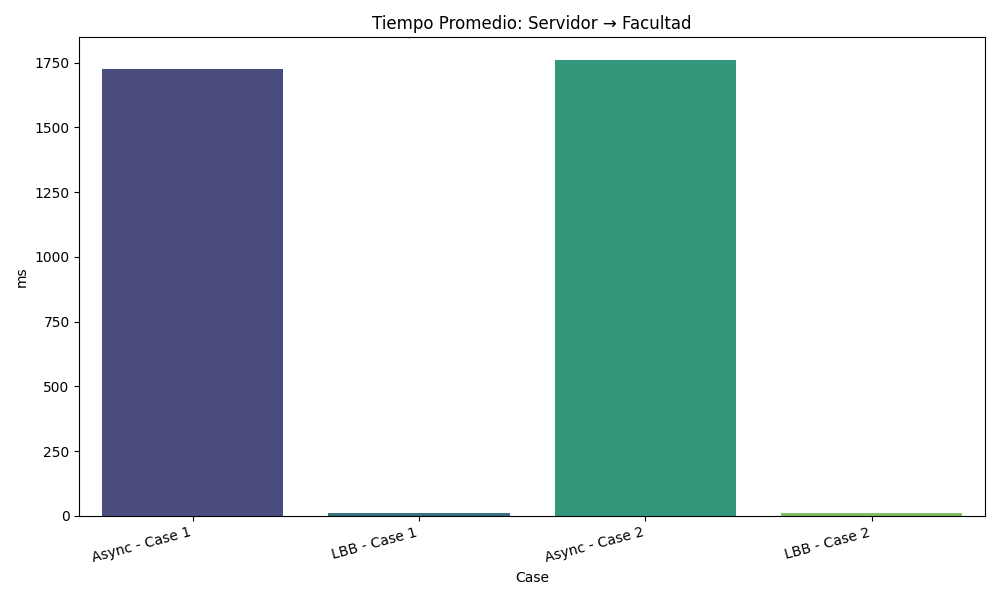 Tiempo Promedio: Servidor → Facultad
1750
1500
1250
1000
750
500
250
0
ms
Async - Case 1
LBB - Case 1
Async - Case 2
LBB - Case 2
Case